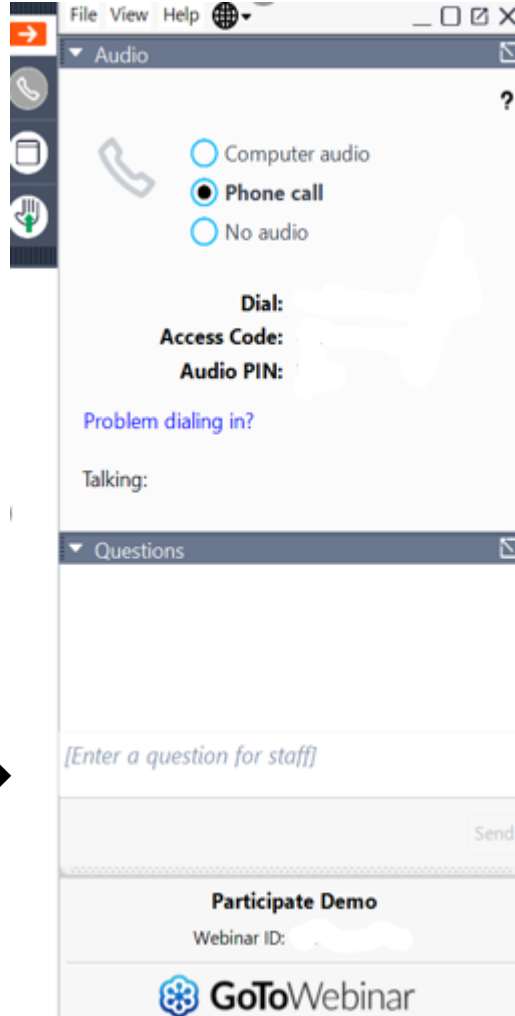 File View Help
Audio
?
Computer audio
Phone call
No audio
Dial:
Access Code:
Audio PIN:
Problem dialing in?
Talking:
Questions
[Enter a question for staff]
Send
Participate Demo
Webinar ID:
GoToWebinar